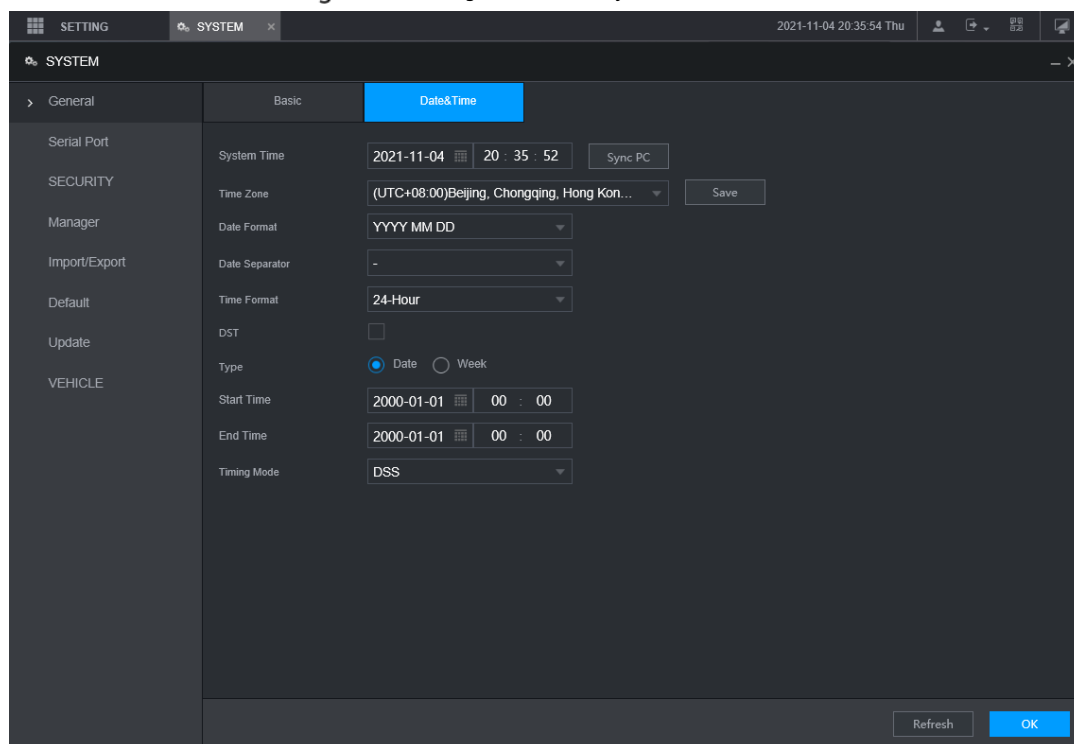 SETTING SYSTEM × 2021-11-04 20:35:54 Thu
SYSTEM
General Basic Date&Time
Serial Port
System Time 2021-11-04 20 : 35 : 52 Sync PC
SECURITY
Time Zone (UTC+08:00)Beijing, Chongqing, Hong Kon... Save
Manager
Date Format YYYY MM DD
Import/Export
Date Separator -
Default
Time Format 24-Hour
DST
Update
Type Date Week
VEHICLE
Start Time 2000-01-01 00 : 00
End Time 2000-01-01 00 : 00
Timing Mode DSS
Refresh OK